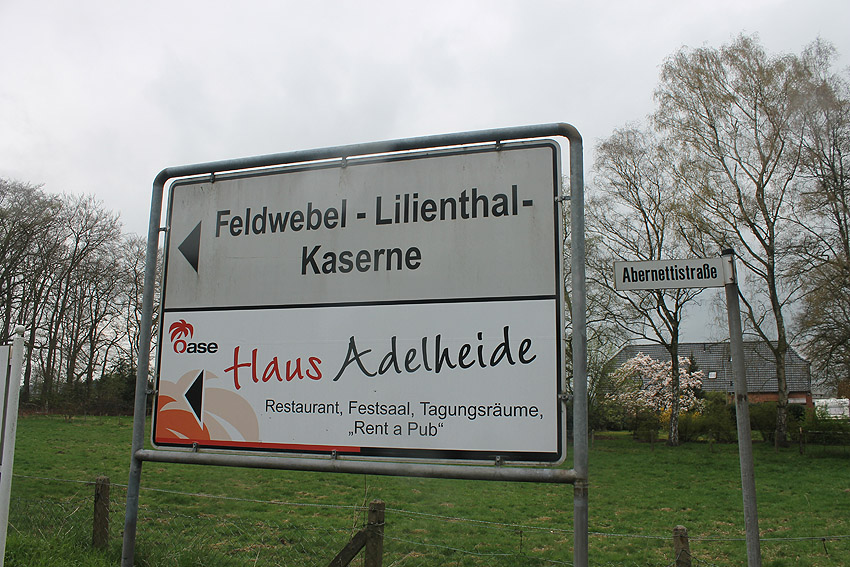 Feldwebel - Lilienthal-
Kaserne
Oase
Haus Adelheide
Restaurant, Festsaal, Tagungsräume,
„Rent a Pub“
Abernettistraße